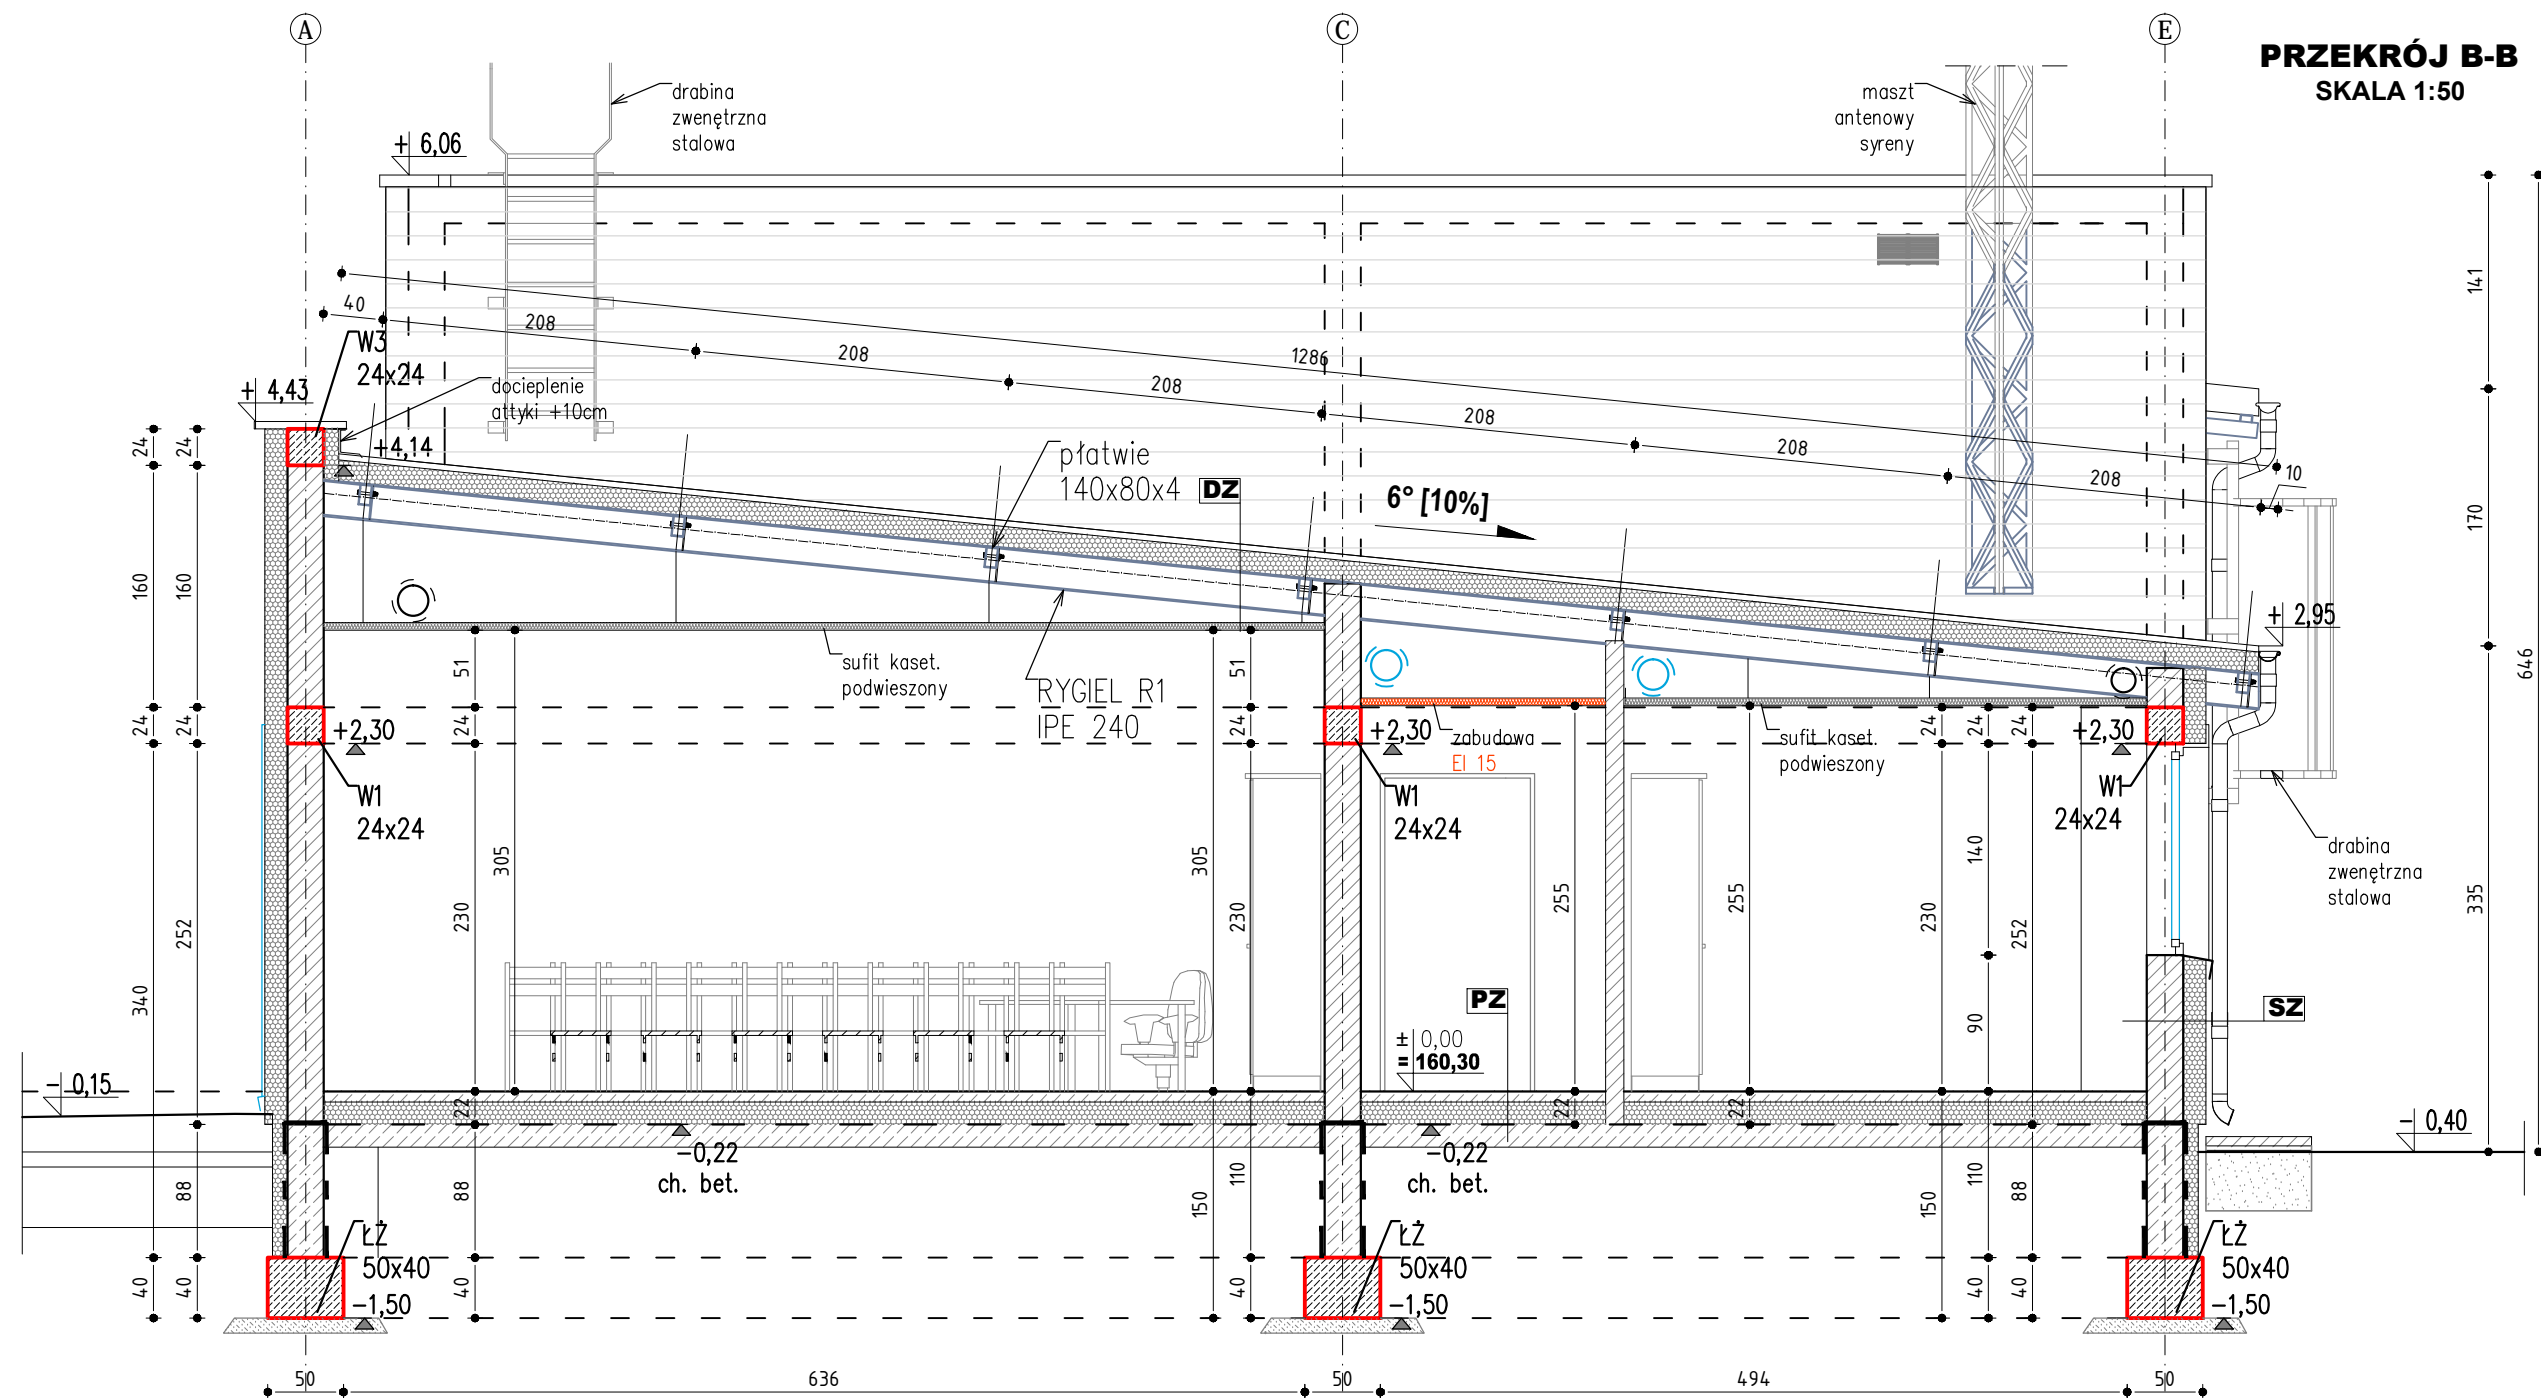 A
C
E
PRZEKRÓJ B-B
SKALA 1:50
drabina
zwenętrzna
stalowa
maszt
antenowy
syreny
+ 6,06
141
40
208
208
1286
208
208
208
208
10
W3
24x24
docieplenie
attyki +10cm
+ 4,43
+4,14
płatwie
140x80x4
DZ
6° [10%]
24
24
170
160
160
+ 2,95
646
51
51
sufit kaset.
podwieszony
RYGIEL R1
IPE 240
24
24
+2,30
24
24
+2,30
zabudowa
EI 15
sufit kaset.
podwieszony
24
24
24
+2,30
W1
24x24
W1
24x24
W1
24x24
drabina
zwenętrzna
stalowa
305
305
255
255
140
335
252
230
230
230
252
340
PZ
SZ
90
± 0,00
= 160,30
- 0,15
22
22
22
- 0,40
-0,22
ch. bet.
-0,22
ch. bet.
88
88
150
110
150
110
88
ŁŻ
50x40
-1,50
ŁŻ
50x40
-1,50
ŁŻ
50x40
-1,50
40
40
40
40
40
40
50
636
50
494
50